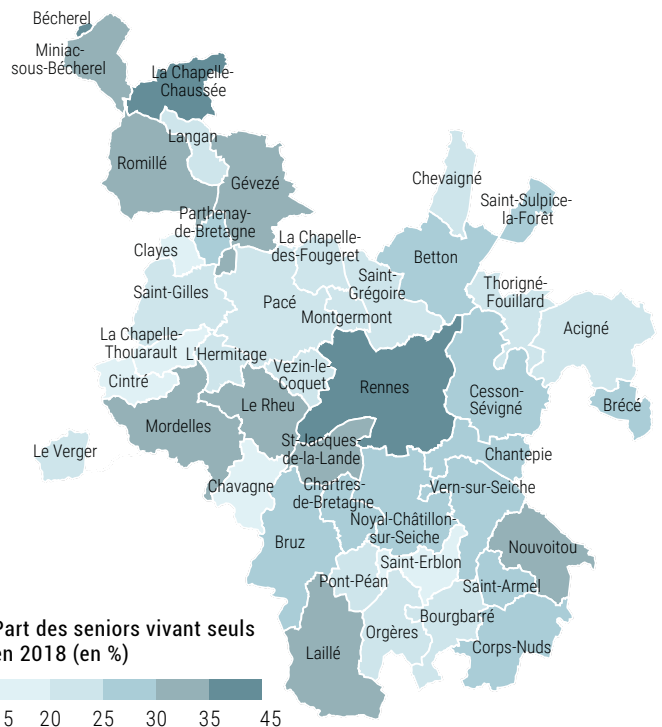 Bécherel
Miniac-
sous-Bécherel
La Chapelle-
Chaussée
Langan
Romillé
Gévezé
Chevaigné
Saint-Sulpice-
la-Forêt
Parthenay-
de-Bretagne
Clayes
La Chapelle-
des-Fougeret
Betton
Saint-
Grégoire
Thorigné-
Fouillard
Saint-Gilles
Pacé
Montgermont
Acigné
La Chapelle-
Thouarault
L'Hermitage
Vezin-le-
Coquet
Cintré
Rennes
Cesson-
Sévigné
Le Rheu
Brécé
Mordelles
St-Jacques-
de-la-Lande
Le Verger
Chantepie
Chavagne
Chartres-
de-Bretagne
Vern-sur-Seiche
Noyal-Châtillon-
sur-Seiche
Bruz
Nouvoitou
Saint-Erblon
Pont-Péan
Saint-Armel
Bourgbarré
Orgères
Laillé
Corps-Nuds
Part des seniors vivant seuls
en 2018 (en %)
5 20 25 30 35 45